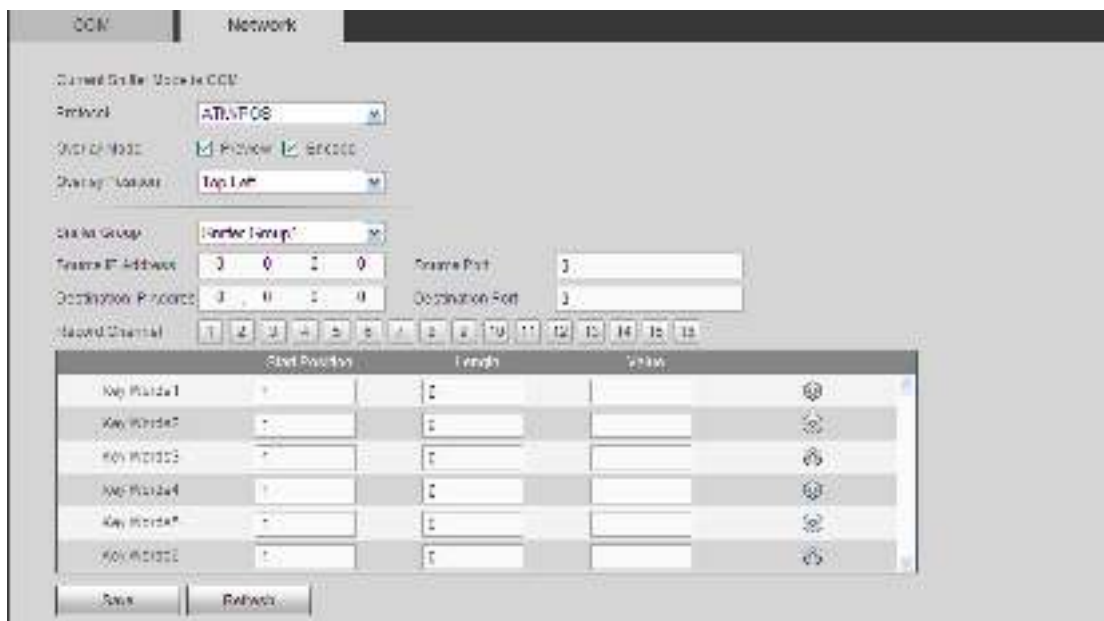 COM Network
Current Sniffer Mode is COM
Protocol ATM/POS
Overlay Mode Preview Encode
Overlay Position Top Left
Sniffer Group Sniffer Group1
Source IP Address 0 0 0 0 Source Port
Destination IP Address 0 0 0 0 Destination Port
Record Channel 1 2 3 4 5 6 7 8 9 10 11 12 13 14 15 16
Start Position Length Value
Key Words1
Key Words2
Key Words3
Key Words4
Key Words5
Key Words6
Save Refresh